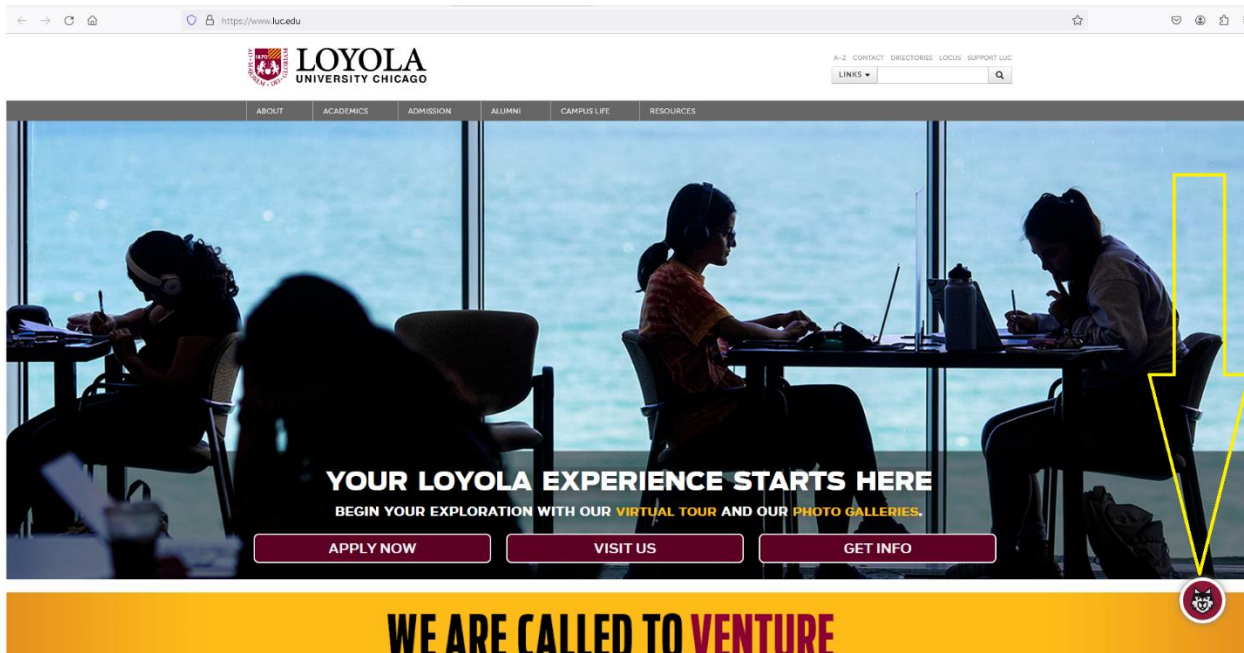 https://www.luc.edu
LOYOLA
UNIVERSITY CHICAGO
1870
A-Z CONTACT DIRECTORIES LOCUS SUPPORT LUC
LINKS
ABOUT ACADEMICS ADMISSION ALUMNI CAMPUS LIFE RESOURCES
YOUR LOYOLA EXPERIENCE STARTS HERE
BEGIN YOUR EXPLORATION WITH OUR VIRTUAL TOUR AND OUR PHOTO GALLERIES.
APPLY NOW VISIT US GET INFO
WE ARE CALLED TO VENTURE